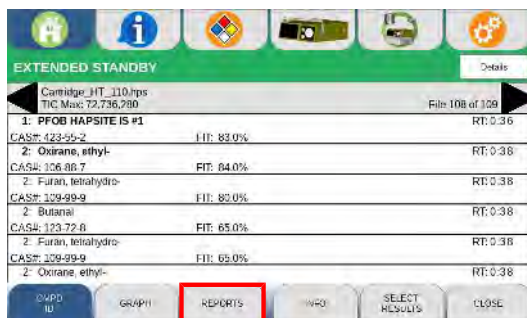 EXTENDED STANDBY
Details
Cartridge_HT_110.hps
TIC Max: 72,736,280
File 108 of 109
1: PFOB HAPSITE IS #1 RT: 0:36
CAS#: 423-55-2 FIT: 83.0%
2: Oxirane, ethyl- RT: 0:38
CAS#: 106-88-7 FIT: 84.0%
2: Furan, tetrahydro- RT: 0:38
CAS#: 109-99-9 FIT: 80.0%
2: Butanal RT: 0:38
CAS#: 123-72-8 FIT: 65.0%
2: Furan, tetrahydro- RT: 0:38
CAS#: 109-99-9 FIT: 65.0%
2: Oxirane, ethyl- RT: 0:38
CMPD ID
GRAPH
REPORTS
INFO
SELECT RESULTS
CLOSE